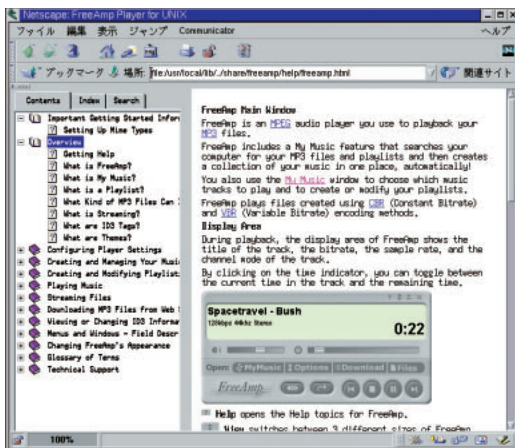 Netscape: FreeAmp Player for UNIX
ファイル 編集 表示 ジャンプ Communicator ヘルプ
ブックマーク 場所: file:/usr/local/lib/../share/freeamp/help/freeamp.html 関連サイト
Contents Index Search
Important Getting Started Infor
Setting Up Mime Types
Overview
Getting Help
What is FreeAmp?
What is My Music?
What is a Playlist?
What Kind of MP3 Files Can
What is Streaming?
What are ID3 Tags?
What are Themes?
Configuring Player Settings
Creating and Managing Your Musi
Creating and Modifying Playlist
Playing Music
Streaming Files
Downloading MP3 Files from Web
Viewing or Changing ID3 Informa
Menus and Windows - Field Descr
Changing FreeAmp's Appearance
Glossary of Terms
Technical Support
FreeAmp Main Window
FreeAmp is an MPEG audio player you use to playback your
MP3 files.
FreeAmp includes a My Music feature that searches your
computer for your MP3 files and playlists and then creates
a collection of your music in one place, automatically!
You also use the My Music window to choose which music
tracks to play and to create or modify your playlists.
FreeAmp plays files created using CBR (Constant Bitrate)
and VBR (Variable Bitrate) encoding methods.
Display Area
During playback, the display area of FreeAmp shows the
title of the track, the bitrate, the sample rate, and the
channel mode of the track.
By clicking on the time indicator, you can toggle between
the current time in the track and the remaining time.
Spacetravel - Bush
128kbps 44khz Stereo
0:22
Open: MyMusic Options Download Files
FreeAmp
Help opens the Help topics for FreeAmp.
View switches between 3 different sizes of FreeAmp
100%